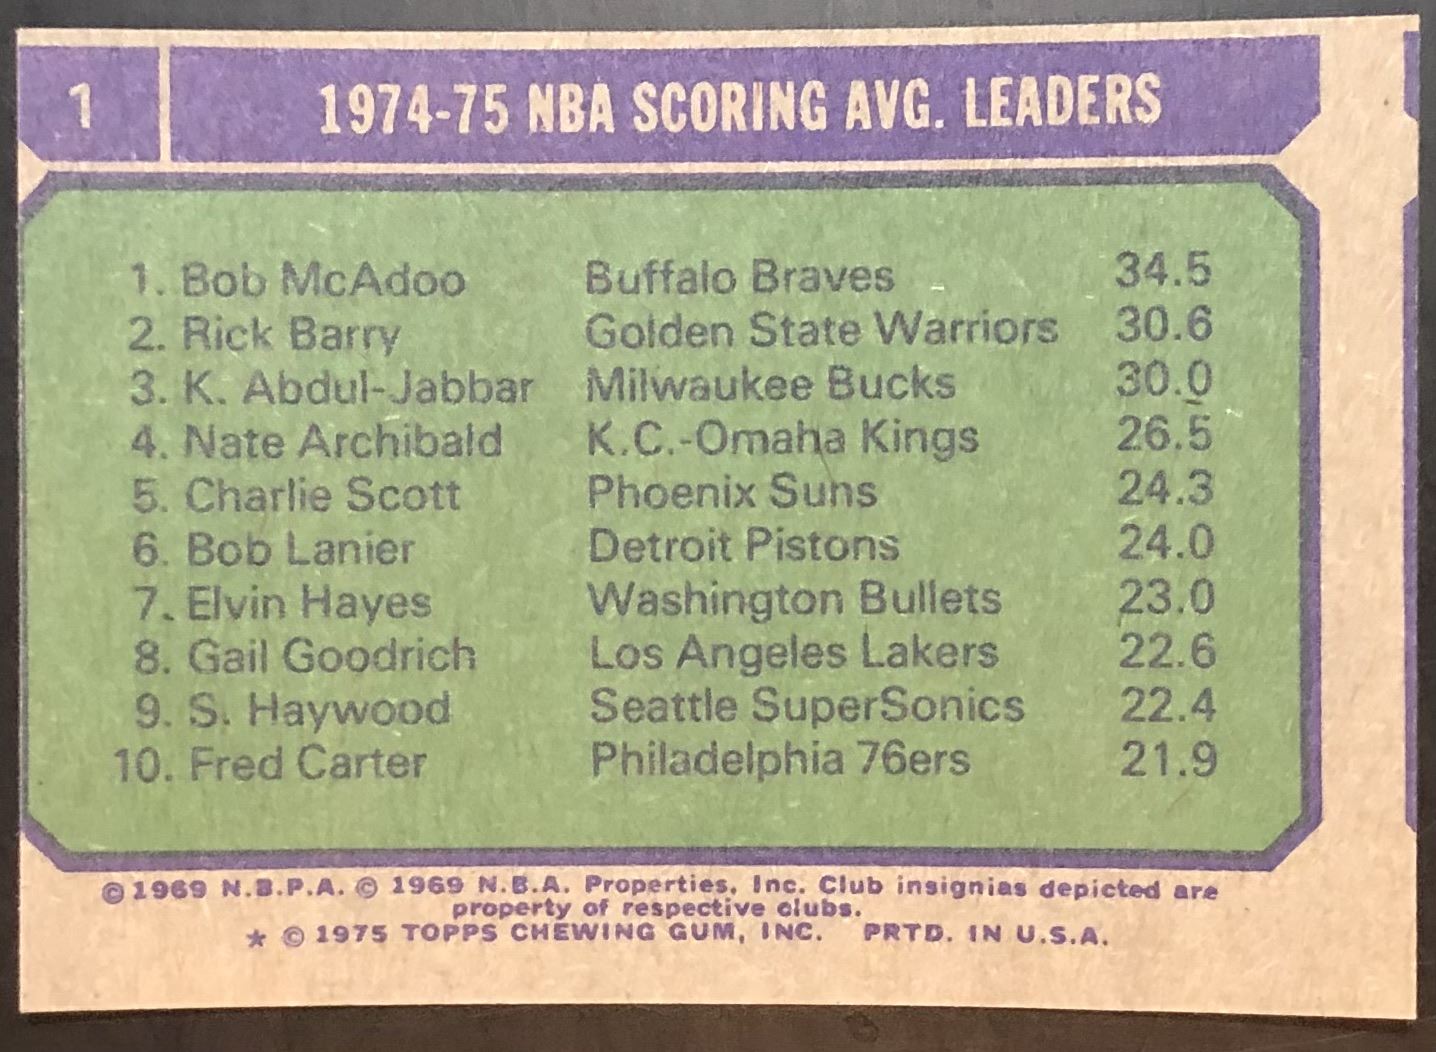 1 1974-75 NBA SCORING AVG. LEADERS
1. Bob McAdoo Buffalo Braves 34.5
2. Rick Barry Golden State Warriors 30.6
3. K. Abdul-Jabbar Milwaukee Bucks 30.0
4. Nate Archibald K.C.-Omaha Kings 26.5
5. Charlie Scott Phoenix Suns 24.3
6. Bob Lanier Detroit Pistons 24.0
7. Elvin Hayes Washington Bullets 23.0
8. Gail Goodrich Los Angeles Lakers 22.6
9. S. Haywood Seattle SuperSonics 22.4
10. Fred Carter Philadelphia 76ers 21.9
© 1969 N.B.P.A. © 1969 N.B.A. Properties, Inc. Club insignias depicted are
property of respective clubs.
★ © 1975 TOPPS CHEWING GUM, INC. PRTD. IN U.S.A.